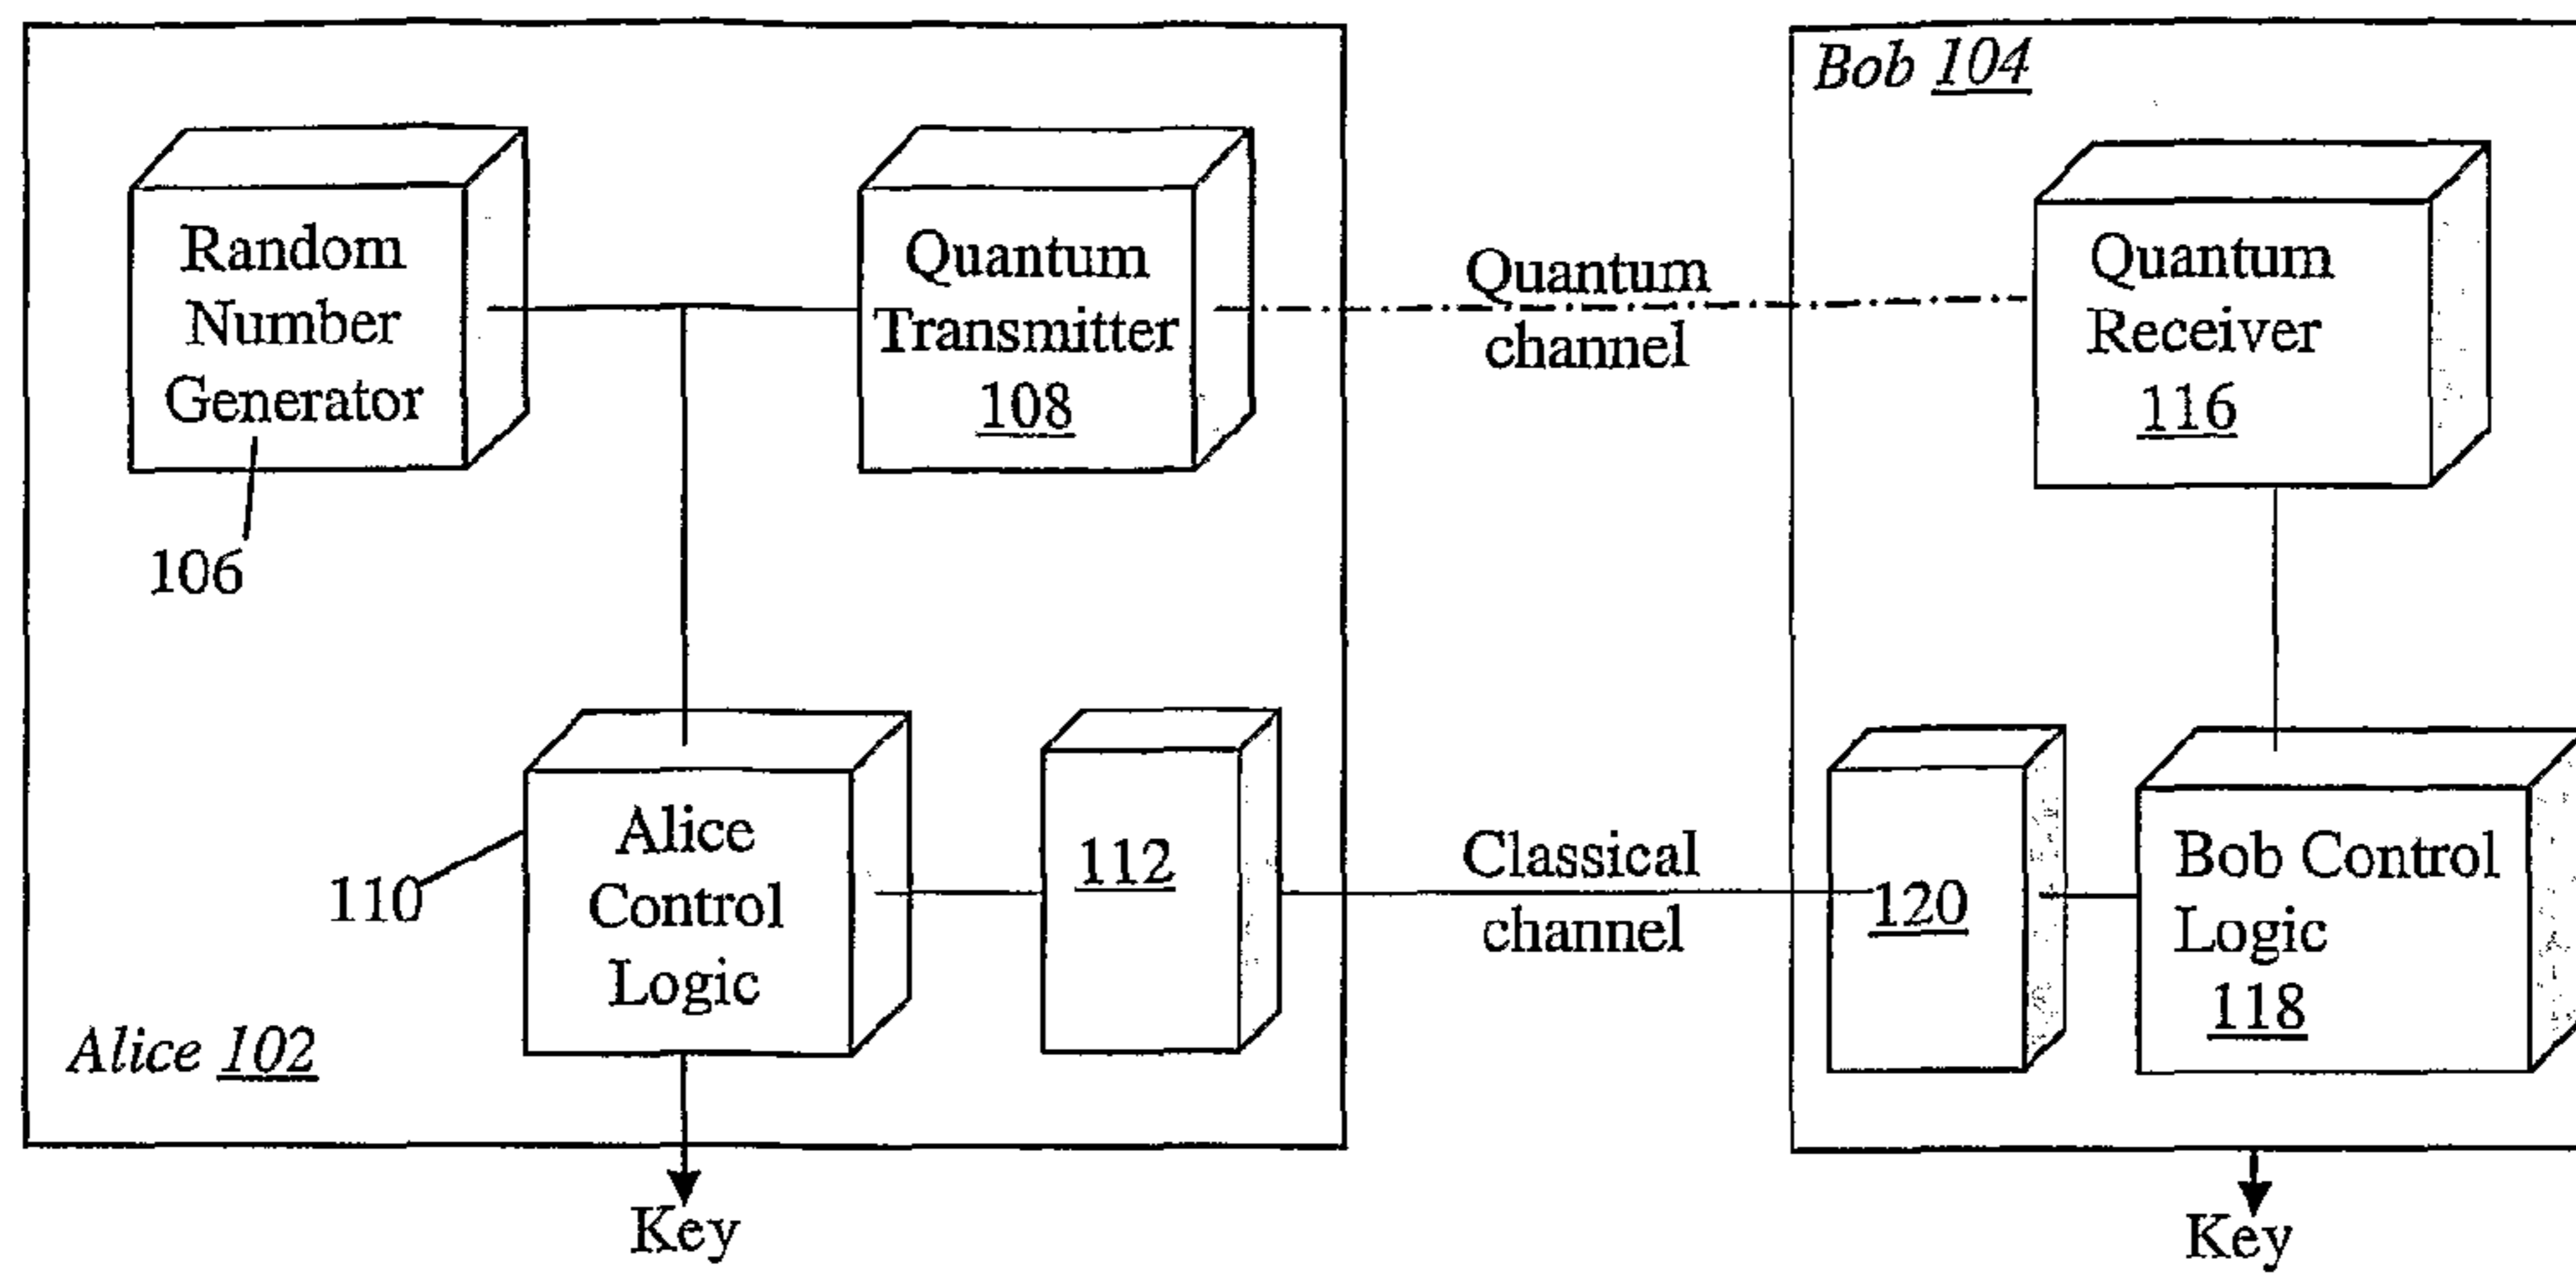 Bob 104
Random
Number
Generator
106
Quantum
Transmitter
108
Quantum
channel
Quantum
Receiver
116
Alice
Control
Logic
110
112
Classical
channel
120
Bob Control
Logic
118
Alice 102
Key
Key